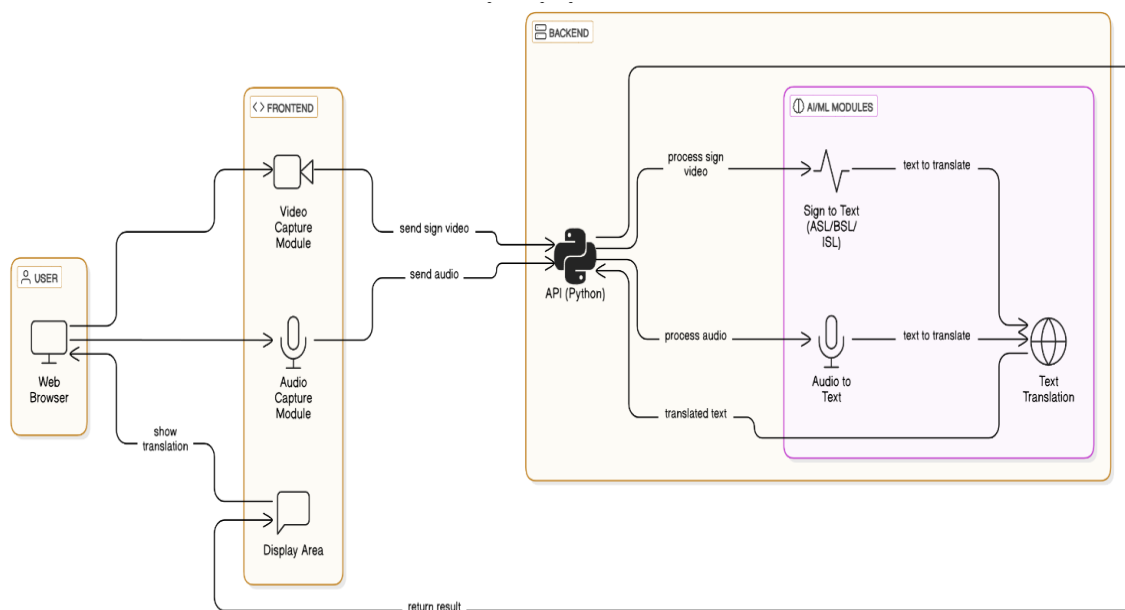 BACKEND
FRONTEND
AI/ML MODULES
process sign
video
text to translate
Video
Capture
Module
Sign to Text
(ASL/BSL/
ISL)
send sign video
send audio
API (Python)
USER
Web
Browser
process audio
text to translate
Audio
Capture
Module
Audio to
Text
Text
Translation
translated text
show
translation
Display Area
return result